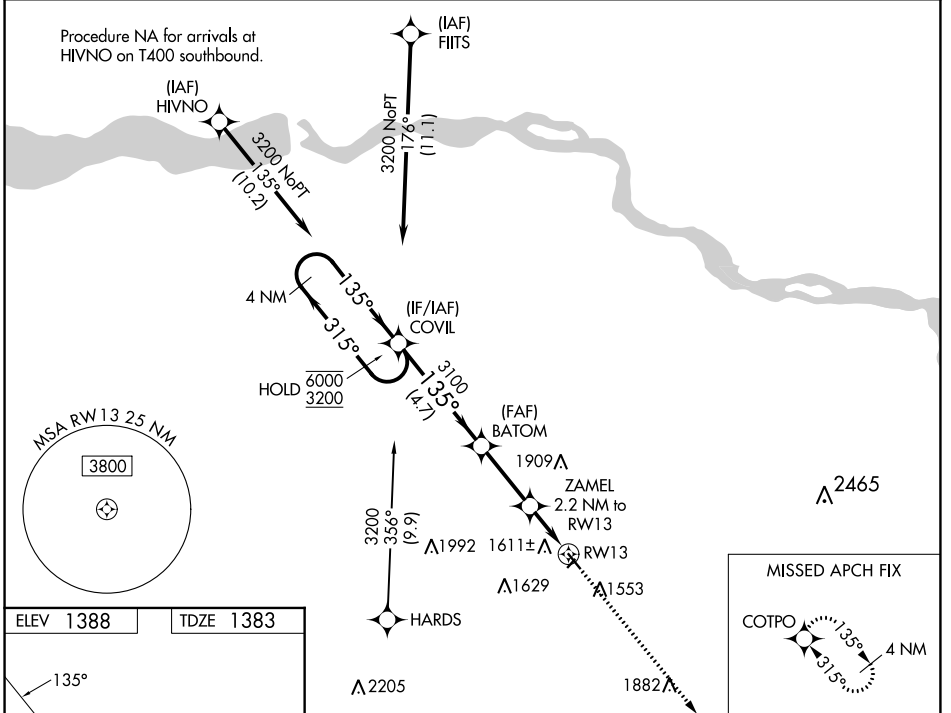 Procedure NA for arrivals at
HIVNO on T400 southbound.
(IAF)
FIITS
(IAF)
HIVNO
3200 NoPT
135°
(10.2)
3200 NoPT
176°
(11.1)
4 NM
135°
315°
(IF/IAF)
COVIL
HOLD 6000
3200
3100
135°
(4.7)
(FAF)
BATOM
MSA RW13 25 NM
3800
1909
ZAMEL
2.2 NM to
RW13
2465
3200
356°
(9.9)
1992
1611±
RW13
1629
1553
HARDS
MISSED APCH FIX
COTPO
135°
315°
4 NM
ELEV 1388
TDZE 1383
135°
2205
1882